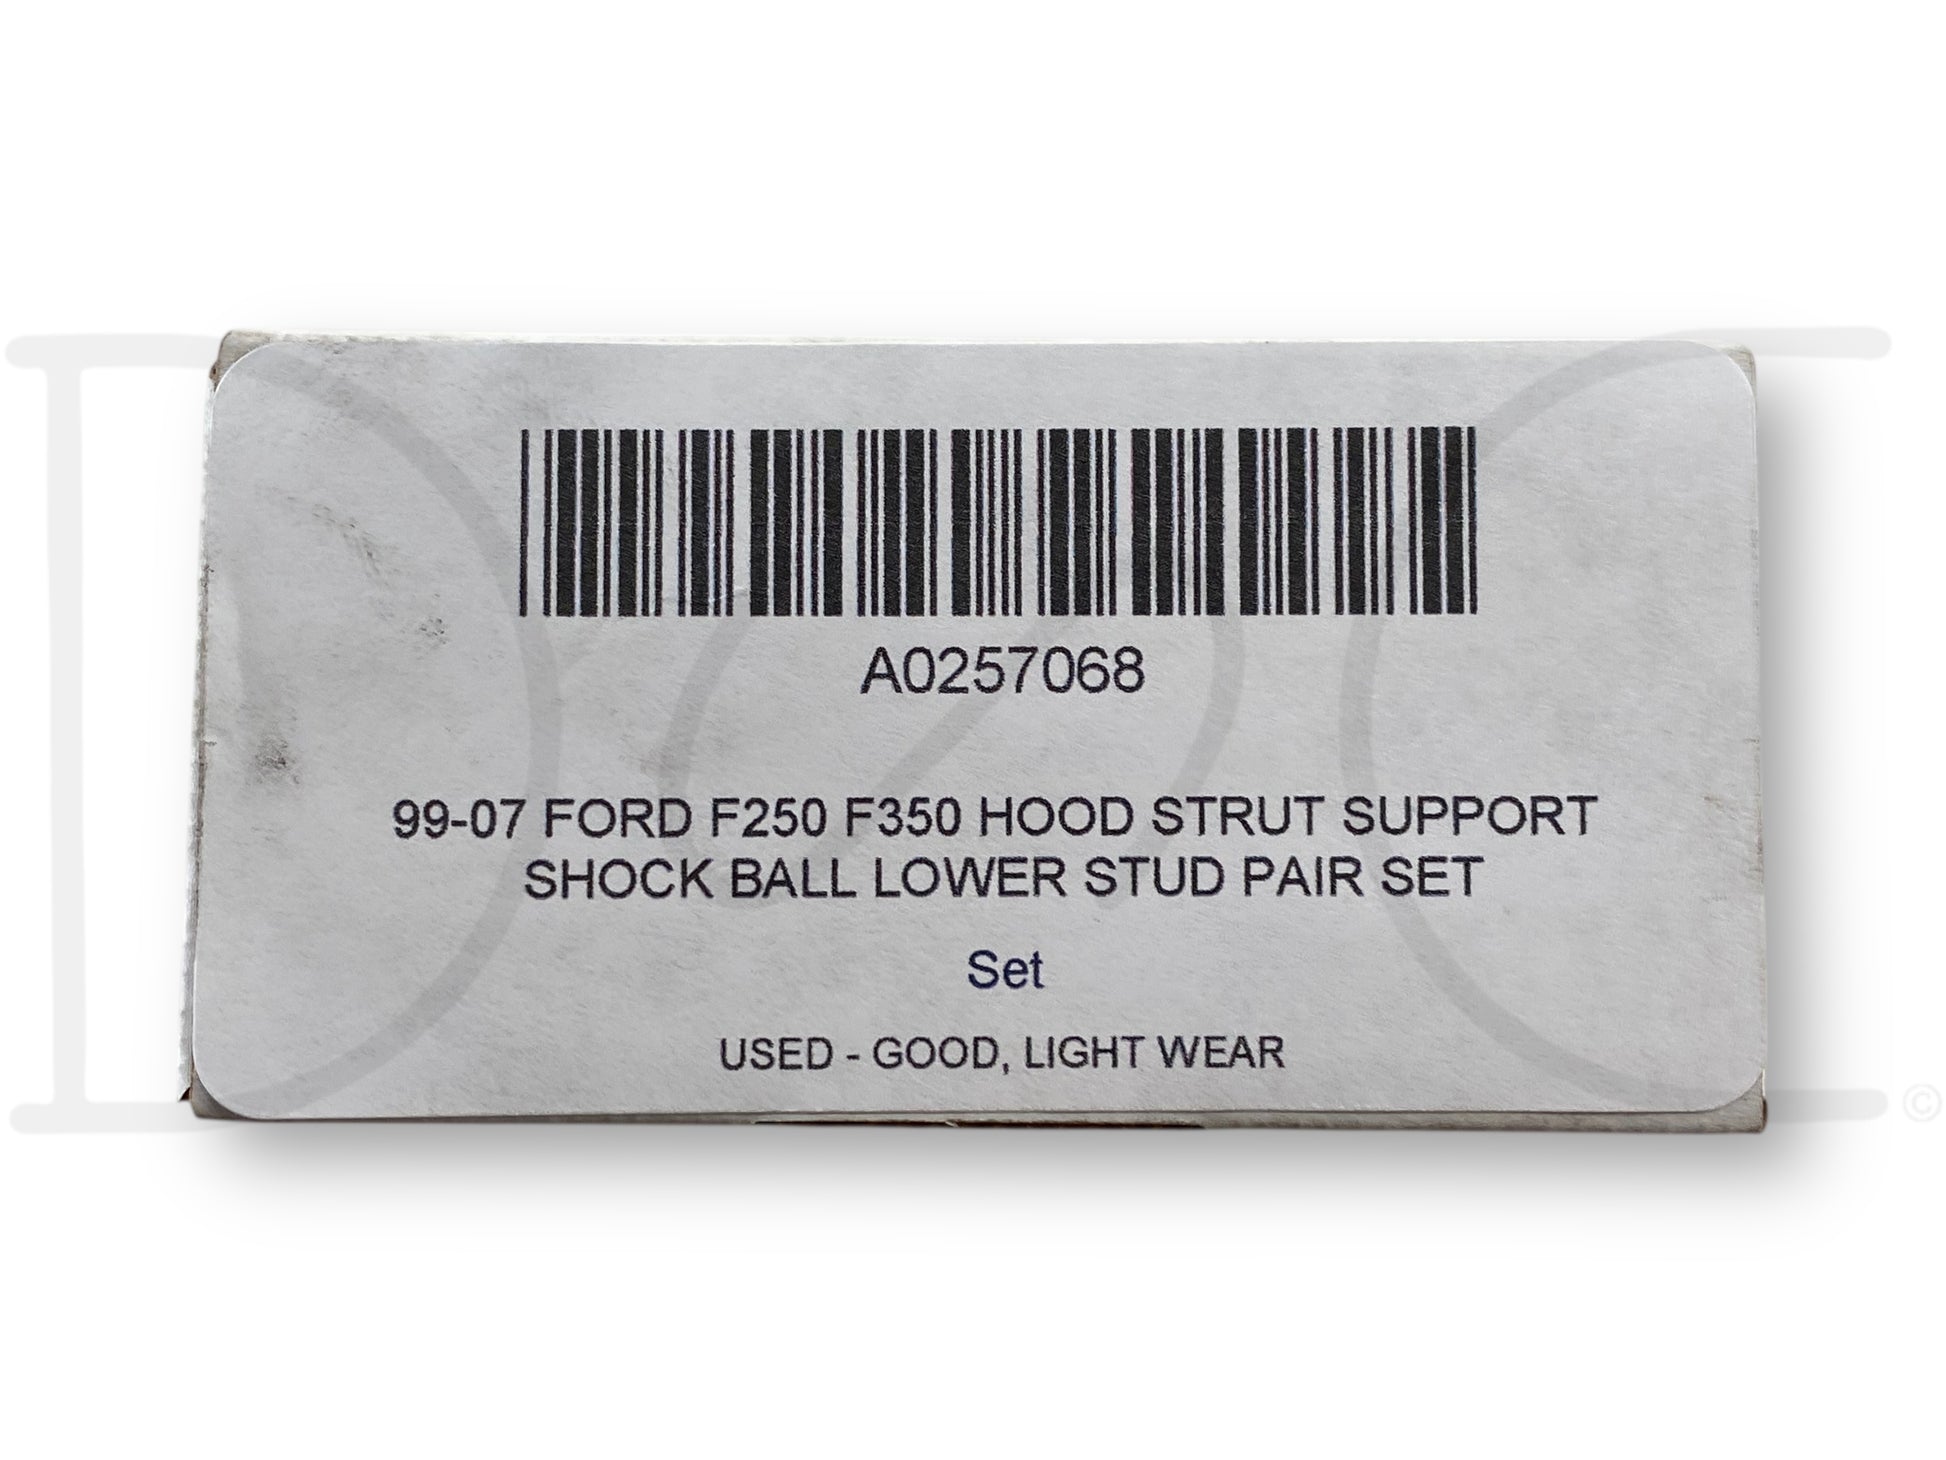 A0257068
99-07 FORD F250 F350 HOOD STRUT SUPPORT
SHOCK BALL LOWER STUD PAIR SET
Set
USED - GOOD, LIGHT WEAR
©